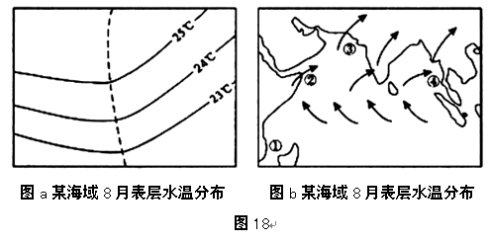 25℃
24℃
23℃
①
②
③
④
图 a 某海域 8 月表层水温分布
图 b 某海域 8 月表层水温分布
图 18